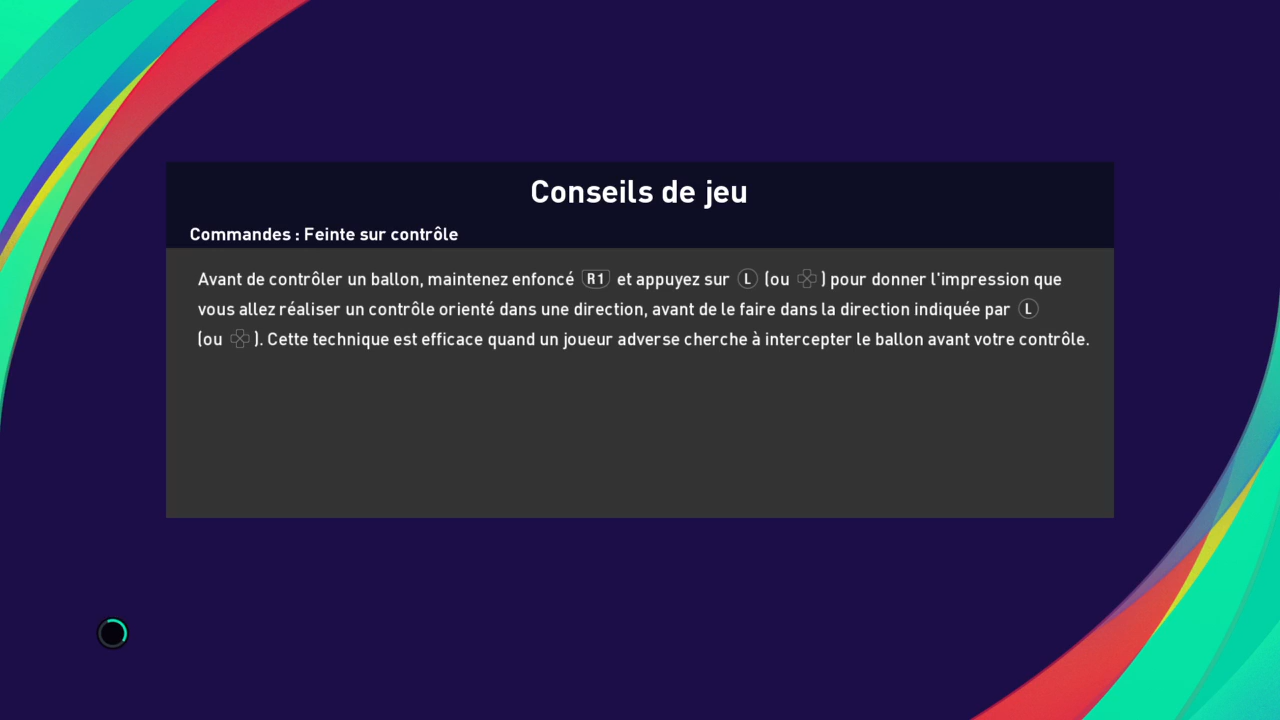 Conseils de jeu
Commandes : Feinte sur contrôle
Avant de contrôler un ballon, maintenez enfoncé R1 et appuyez sur L (ou ) pour donner l'impression que
vous allez réaliser un contrôle orienté dans une direction, avant de le faire dans la direction indiquée par L
(ou ). Cette technique est efficace quand un joueur adverse cherche à intercepter le ballon avant votre contrôle.